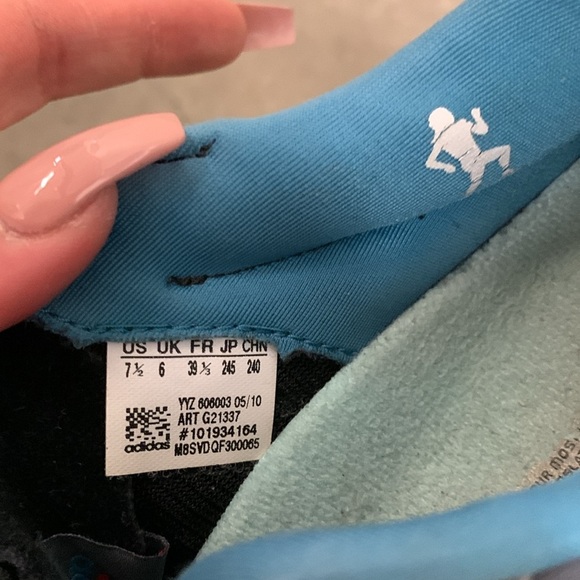 US UK FR JP CHN
7½ 6 39⅓ 245 240
YYZ 606003 05/10
ART G21337
#101934164
adidas M8SVDQF300065